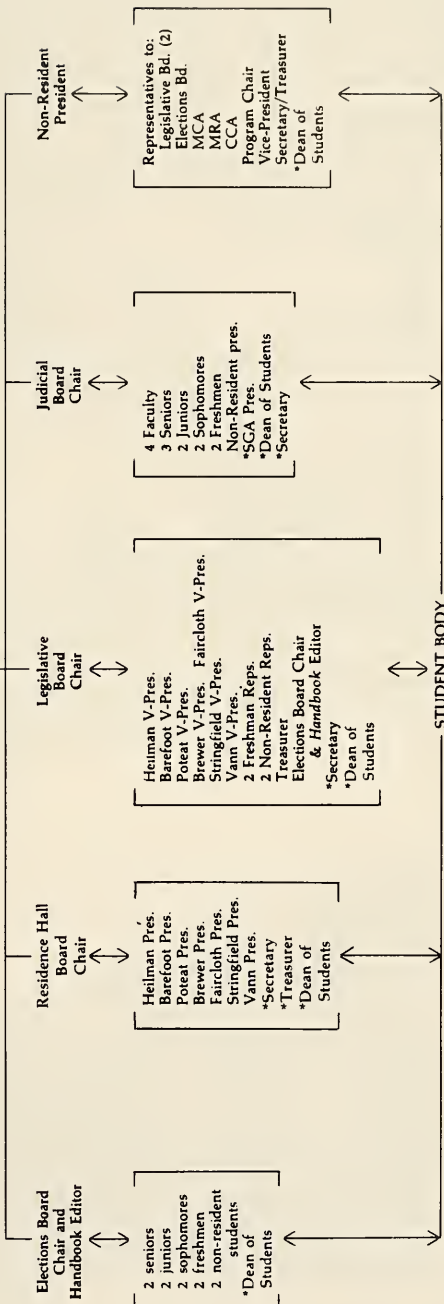 Elections Board
Chair and
Handbook Editor
2 seniors
2 juniors
2 sophomores
2 freshmen
2 non-resident
students
*Dean of
Students
Residence Hall
Board
Chair
Heilman Pres.
Barefoot Pres.
Poteat Pres.
Brewer Pres.
Faircloth Pres.
Stringfield Pres.
Vann Pres.
*Secretary
*Treasurer
*Dean of
Students
Legislative
Board
Chair
Heilman V-Pres.
Barefoot V-Pres.
Poteat V-Pres.
Brewer V-Pres. Faircloth V-Pres.
Stringfield V-Pres.
Vann V-Pres.
2 Freshman Reps.
2 Non-Resident Reps.
Treasurer
Elections Board Chair
& Handbook Editor
*Secretary
*Dean of
Students
Judicial
Board
Chair
4 Faculty
3 Seniors
2 Juniors
2 Sophomores
2 Freshmen
Non-Resident pres.
*SGA Pres.
*Dean of Students
*Secretary
Non-Resident
President
Representatives to:
Legislative Bd. (2)
Elections Bd.
MCA
MRA
CCA
Program Chair
Vice-President
Secretary/Treasurer
*Dean of
Students
STUDENT BODY